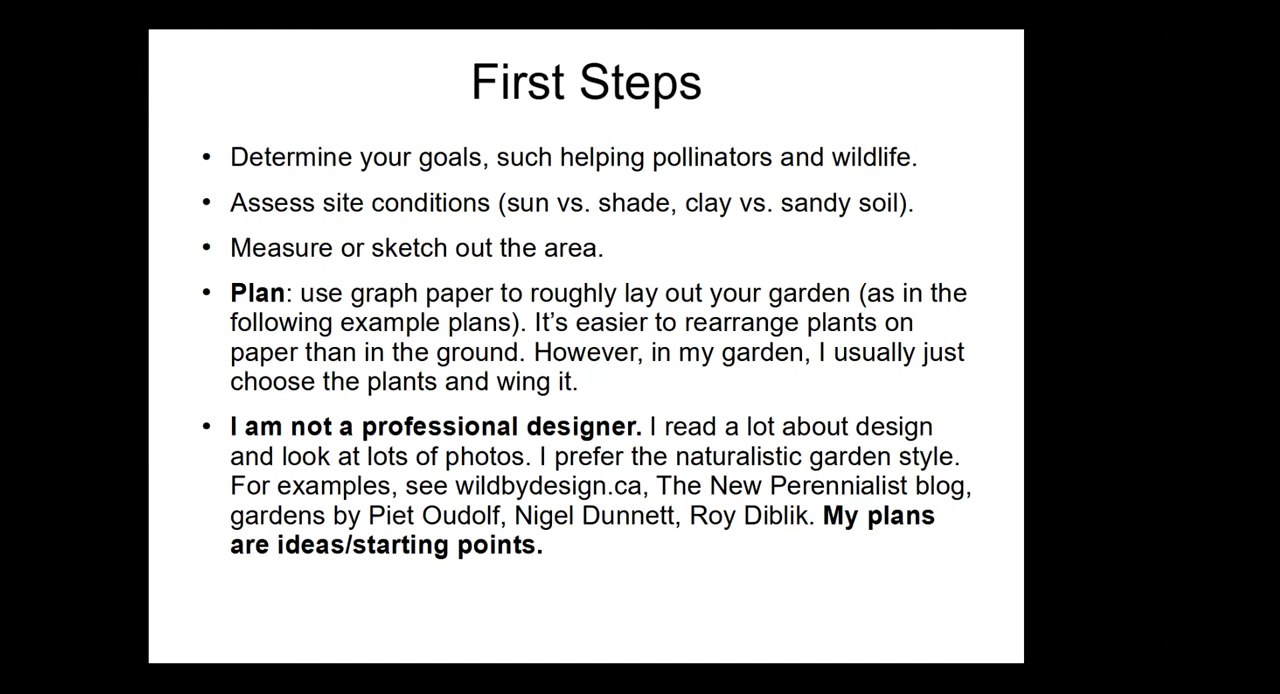 First Steps
• Determine your goals, such helping pollinators and wildlife.
• Assess site conditions (sun vs. shade, clay vs. sandy soil).
• Measure or sketch out the area.
• Plan: use graph paper to roughly lay out your garden (as in the
following example plans). It’s easier to rearrange plants on
paper than in the ground. However, in my garden, I usually just
choose the plants and wing it.
• I am not a professional designer. I read a lot about design
and look at lots of photos. I prefer the naturalistic garden style.
For examples, see wildbydesign.ca, The New Perennialist blog,
gardens by Piet Oudolf, Nigel Dunnett, Roy Diblik. My plans
are ideas/starting points.